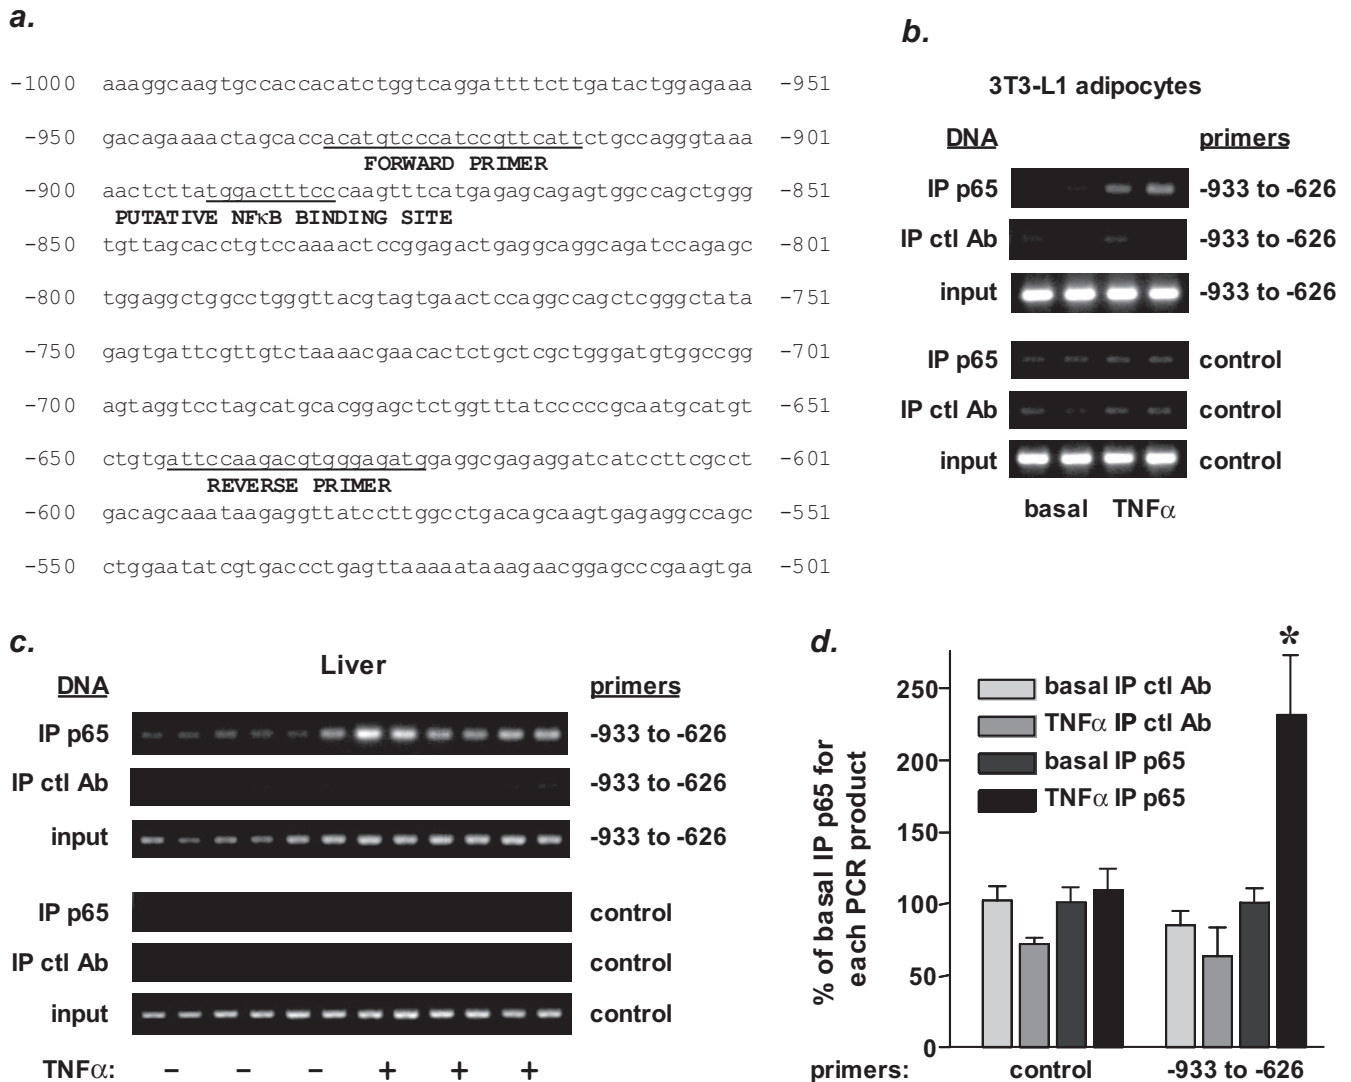 a.
-1000 aaaggcaagtgccaccacatctggtcaggattttcttgatactggagaaa -951
-950 gacagaaaactagcaccacatgtcccatccgttcattctgccagggtaaa -901
FORWARD PRIMER
-900 aactcttatggactttcccaagtttcatgagagcagagtggccagctggg -851
PUTATIVE NFκB BINDING SITE
-850 tgttagcacctgtccaaaactccggagactgaggcaggcagatccagagc -801
-800 tggaggctggcctgggttacgtagtgaactccaggccagctcgggctata -751
-750 gagtgattcgttgtctaaaacgaacactctgctcgctgggatgtggccgg -701
-700 agtaggtcctagcatgcacggagctctggtttatcccccgcaatgcatgt -651
-650 ctgtgattccaagacgtgggagatggaggcgagaggatcatccttcgcct -601
REVERSE PRIMER
-600 gacagcaaataagaggttatccttggcctgacagcaagtgagaggccagc -551
-550 ctggaatatcgtgaccctgagttaaaaataaagaacggagcccgaagtga -501
b.
3T3-L1 adipocytes
DNA primers
IP p65 -933 to -626
IP ctl Ab -933 to -626
input -933 to -626
IP p65 control
IP ctl Ab control
input control
basal TNFα
c.
Liver
DNA primers
IP p65 -933 to -626
IP ctl Ab -933 to -626
input -933 to -626
IP p65 control
IP ctl Ab control
input control
TNFα: – – – + + +
d.
*
% of basal IP p65 for
each PCR product
250
200
150
100
50
0
basal IP ctl Ab
TNFα IP ctl Ab
basal IP p65
TNFα IP p65
primers: control -933 to -626